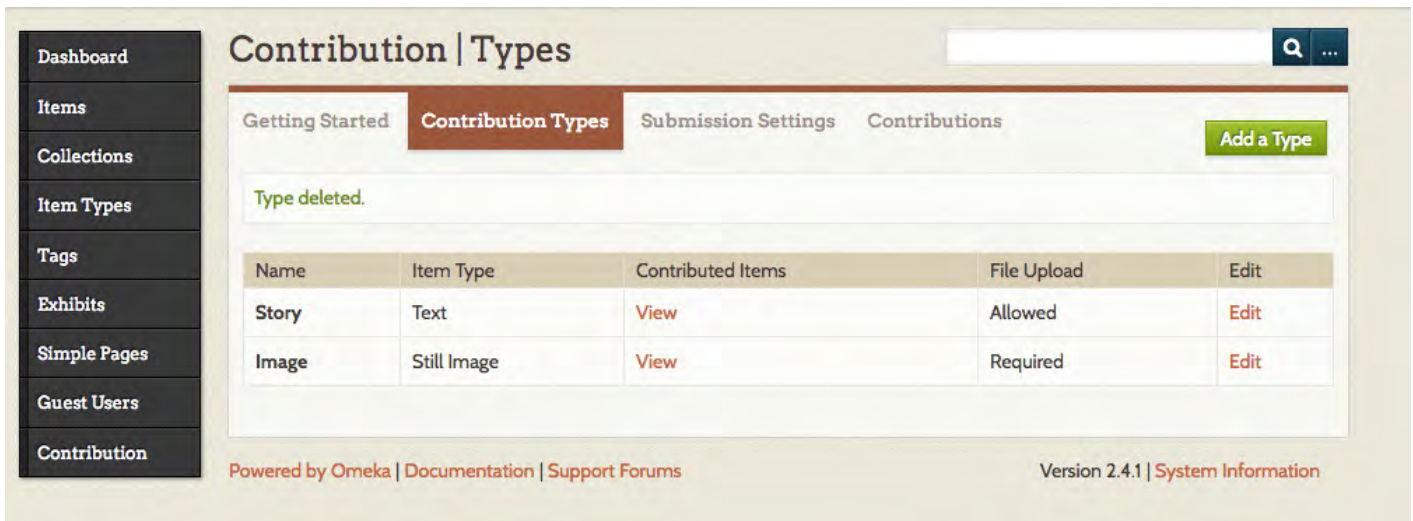 Contribution | Types
...
Dashboard
Items
Collections
Item Types
Tags
Exhibits
Simple Pages
Guest Users
Contribution
Getting Started Contribution Types Submission Settings Contributions
Add a Type
Type deleted.
Name Item Type Contributed Items File Upload Edit
Story Text View Allowed Edit
Image Still Image View Required Edit
Powered by Omeka | Documentation | Support Forums Version 2.4.1 | System Information